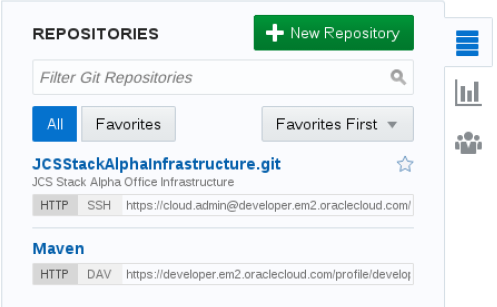 REPOSITORIES
New Repository
Filter Git Repositories
All Favorites Favorites First
JCSStackAlphaInfrastructure.git
JCS Stack Alpha Office Infrastructure
HTTP SSH https://cloud.admin@developer.em2.oraclecloud.com/
Maven
HTTP DAV https://developer.em2.oraclecloud.com/profile/develop